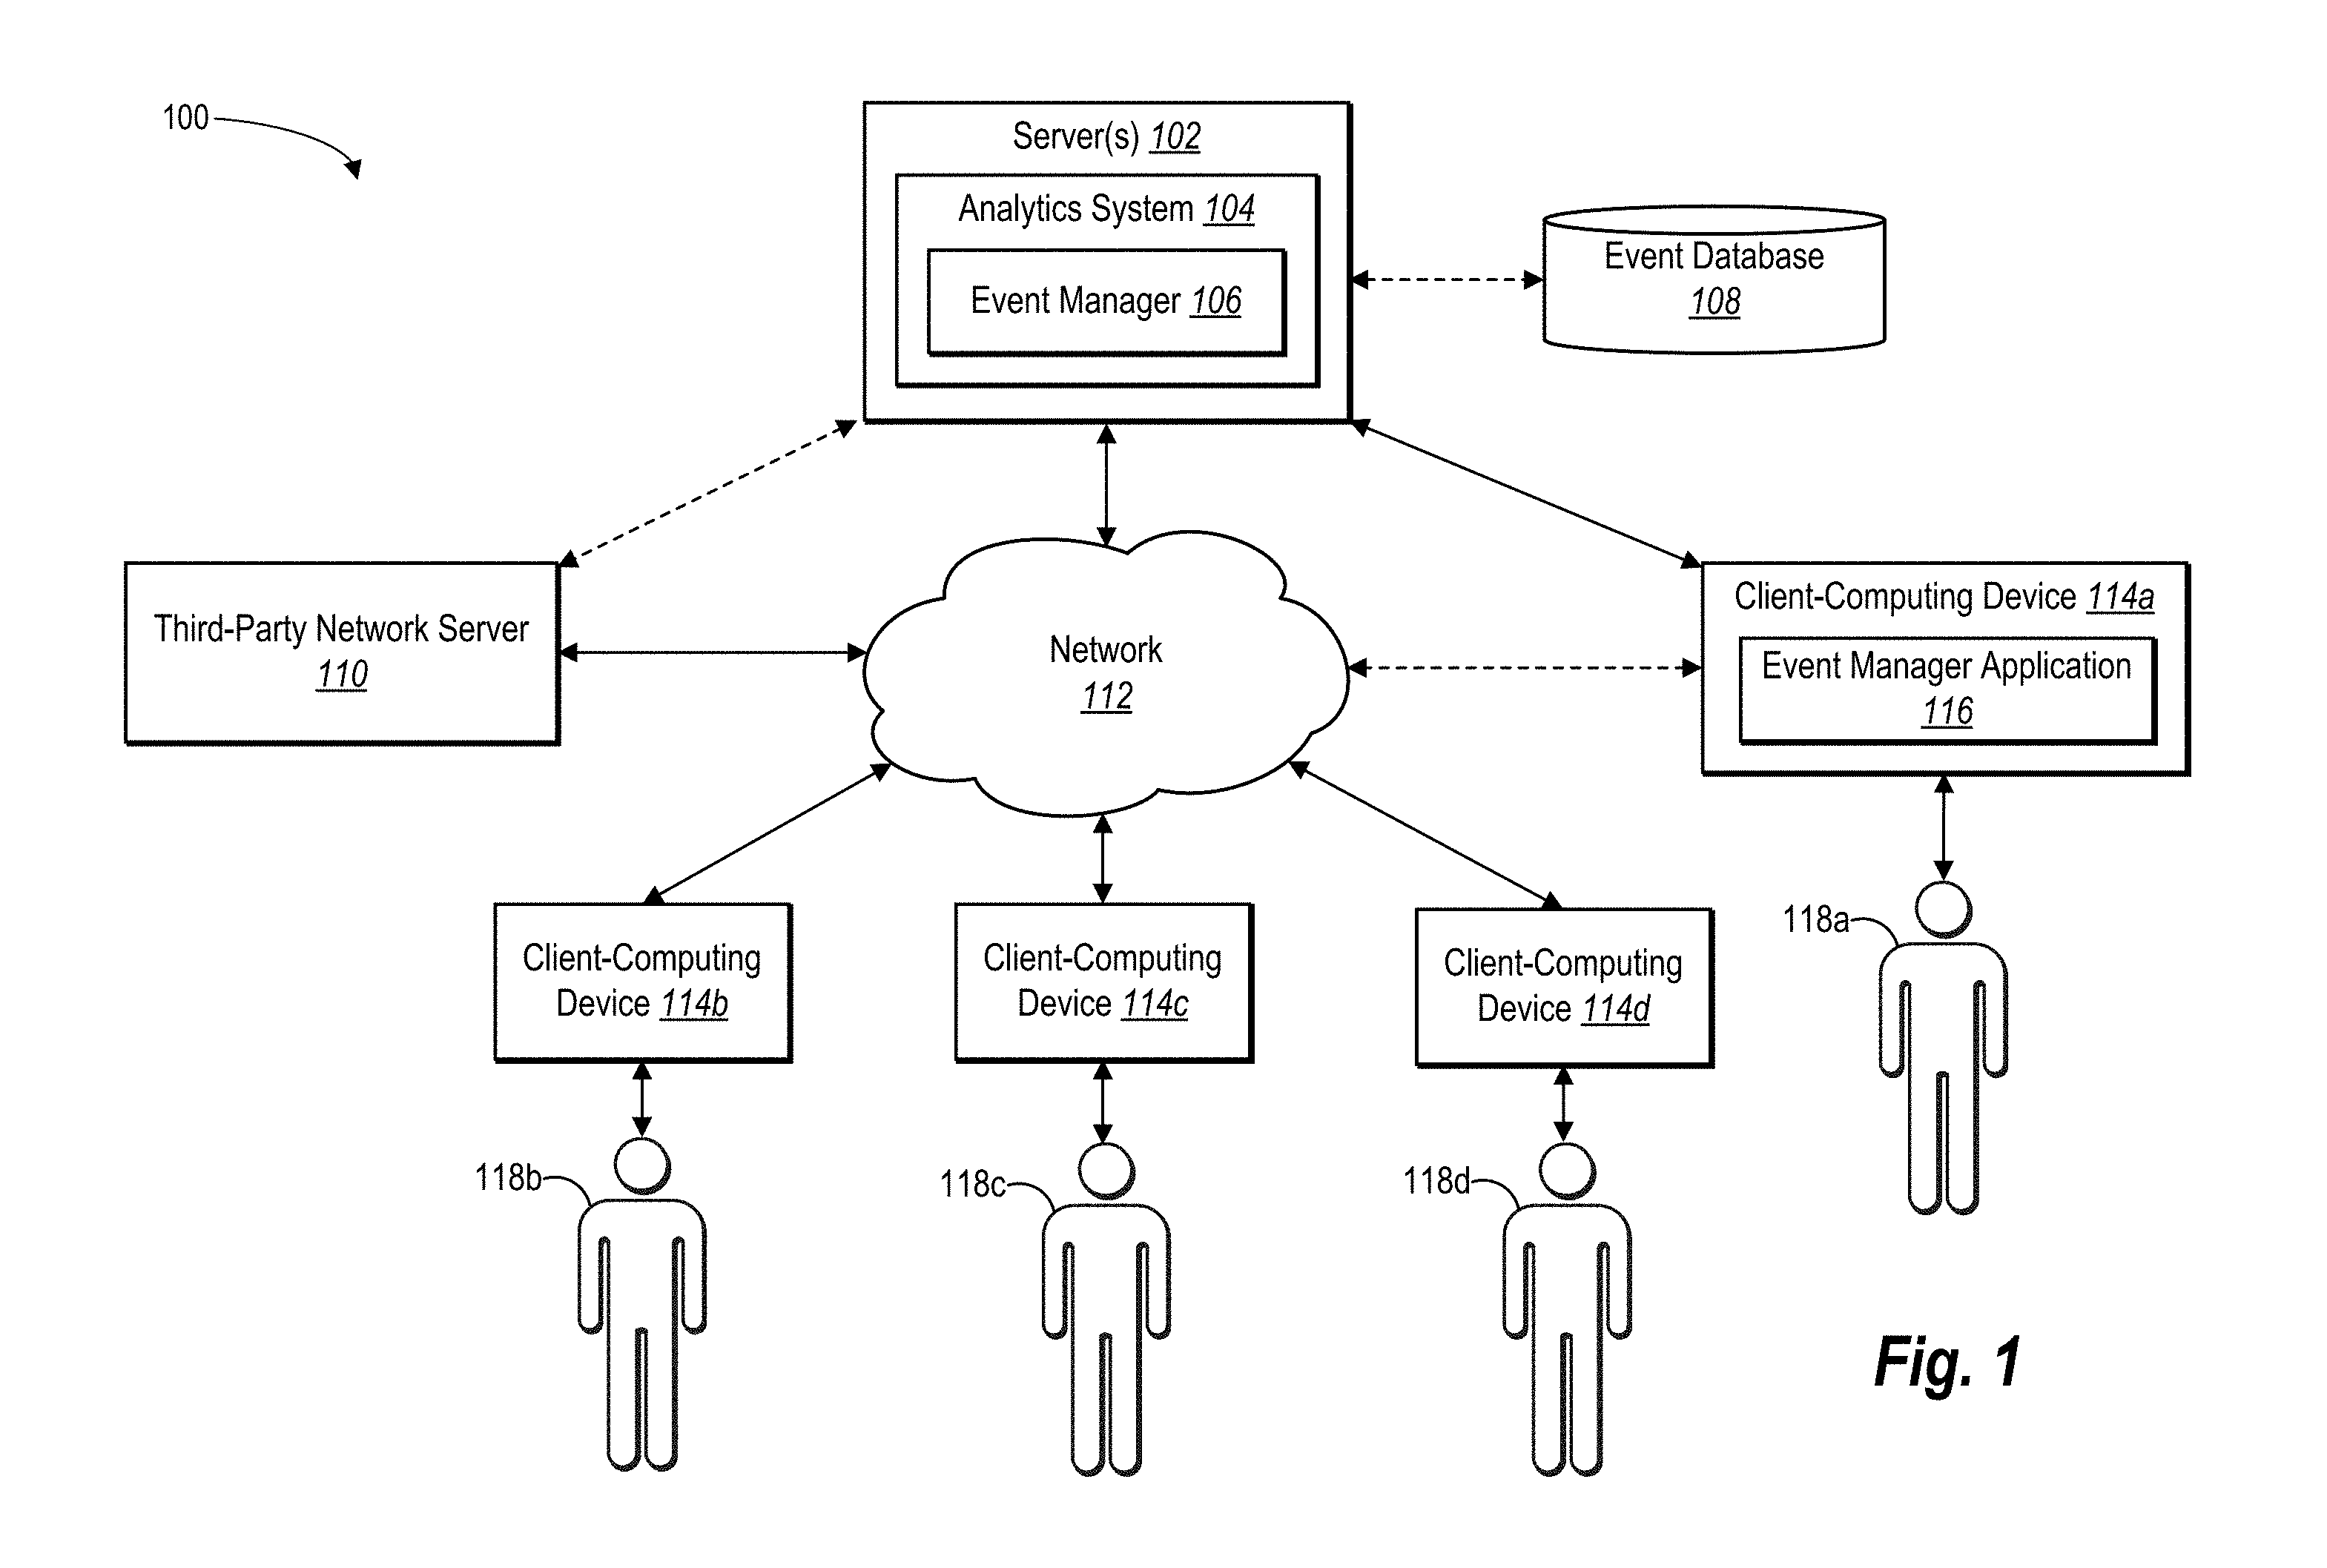 100
Server(s) 102
Analytics System 104
Event Manager 106
Event Database
108
Third-Party Network Server
110
Network
112
Client-Computing Device 114a
Event Manager Application
116
Client-Computing
Device 114b
Client-Computing
Device 114c
Client-Computing
Device 114d
118a
118b
118c
118d
Fig. 1